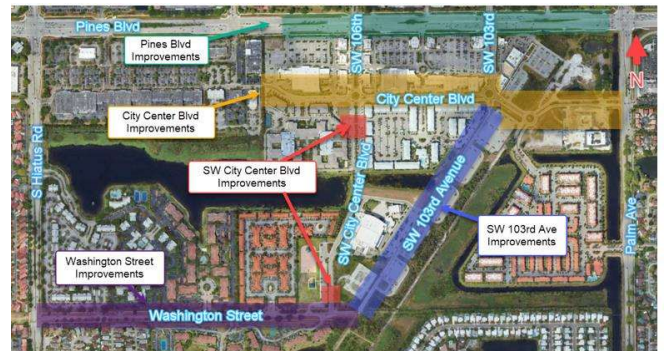 Pines Blvd
SW 106th
SW 103rd
Pines Blvd
Improvements
N
City Center Blvd
City Center Blvd
Improvements
S Hiatus Rd
SW City Center Blvd
Improvements
SW City Center Blvd
SW 103rd Avenue
SW 103rd Ave
Improvements
Palm Ave
Washington Street
Improvements
Washington Street